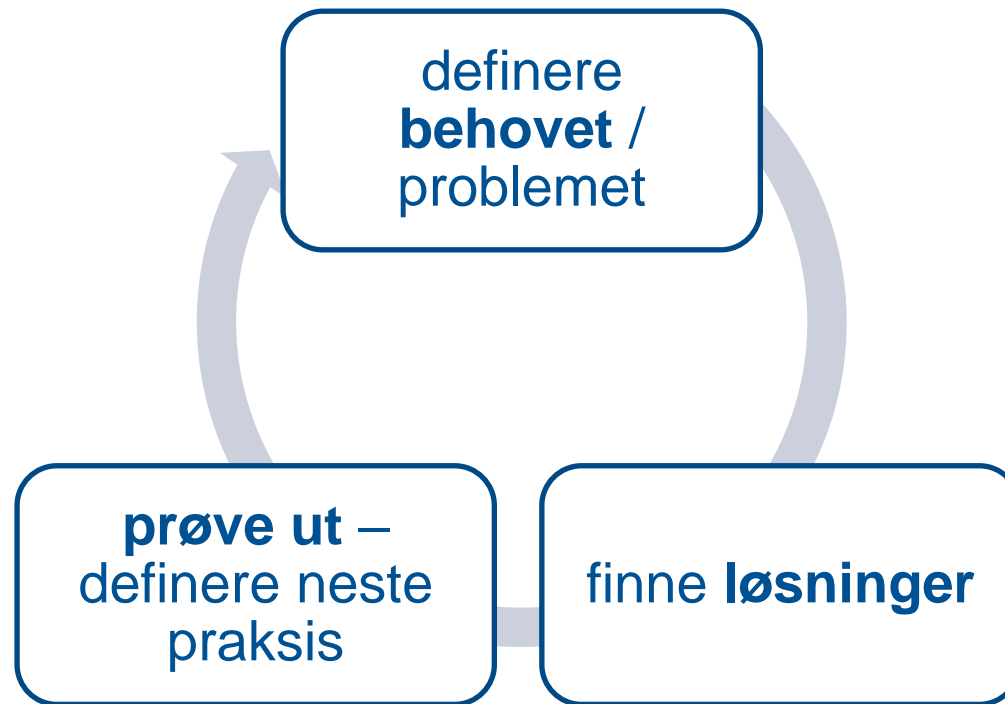 definere
behovet /
problemet
finne løsninger
prøve ut –
definere neste
praksis